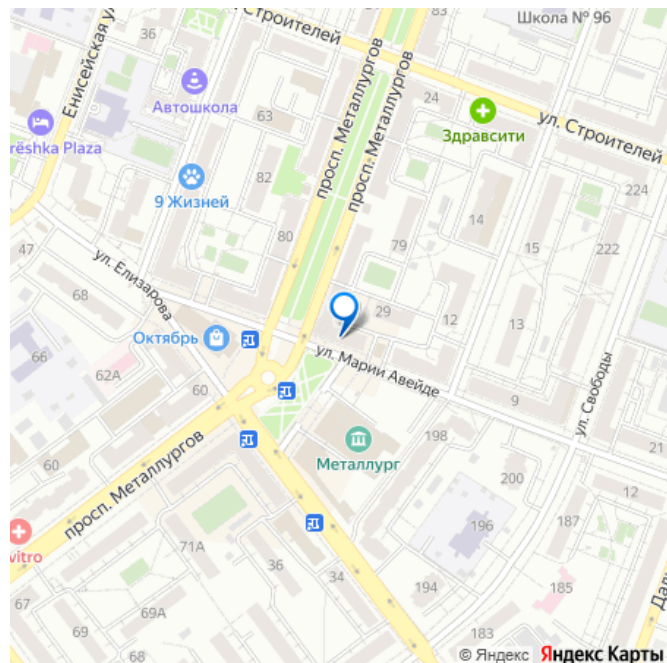 Школа № 96
83
36
ул. Строителей
Енисейская ул
Автошкола
24
63
просп. Металлургов
просп. Металлургов
Здравсити
ул. Строителей
rёshka Plaza
82
224
9 Жизней
14
47
80
79
15
222
ул. Елизарова
68
29
12
13
Октябрь
66
ул. Марии Авейде
62А
60
9
ул. Свободы
просп. Металлургов
Металлург
198
21
60
200
12
vitro
71А
196
187
36
34
194
185
69А
68
66
183
© Яндекс Яндекс Карты